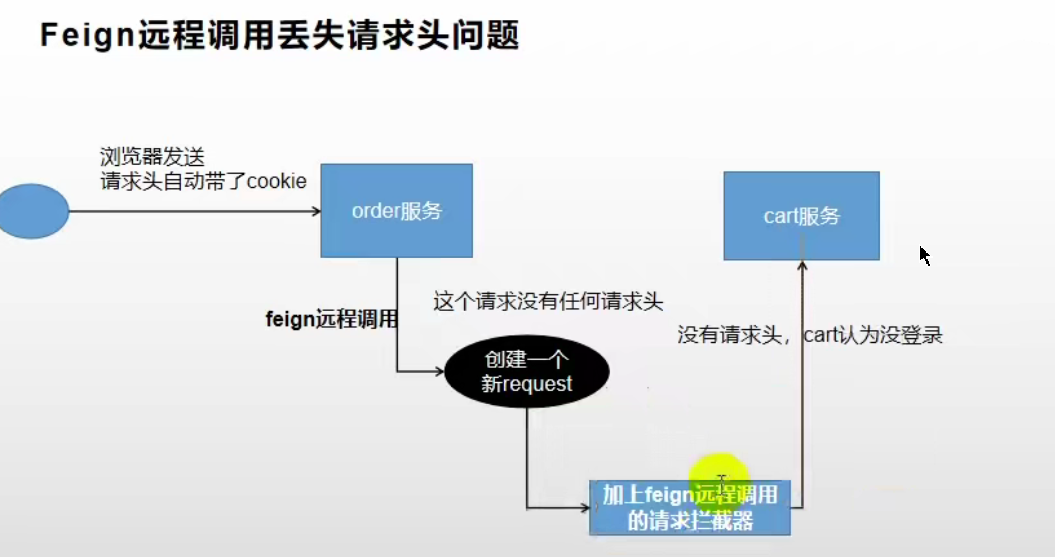 Feign远程调用丢失请求头问题
浏览器发送
请求头自动带了cookie
order服务
cart服务
feign远程调用
这个请求没有任何请求头
没有请求头，cart认为没登录
创建一个
新request
加上feign远程调用
的请求拦截器